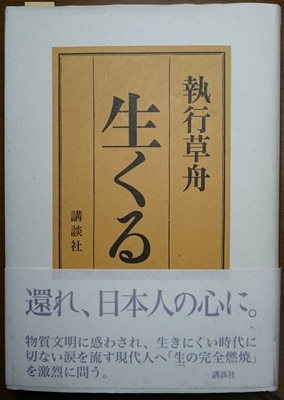 執行草舟
生くる
講談社
還れ、日本人の心に。
物質文明に惑わされ、生きにくい時代に
切ない涙を流す現代人へ「生の完全燃焼」
を激烈に問う。
講談社